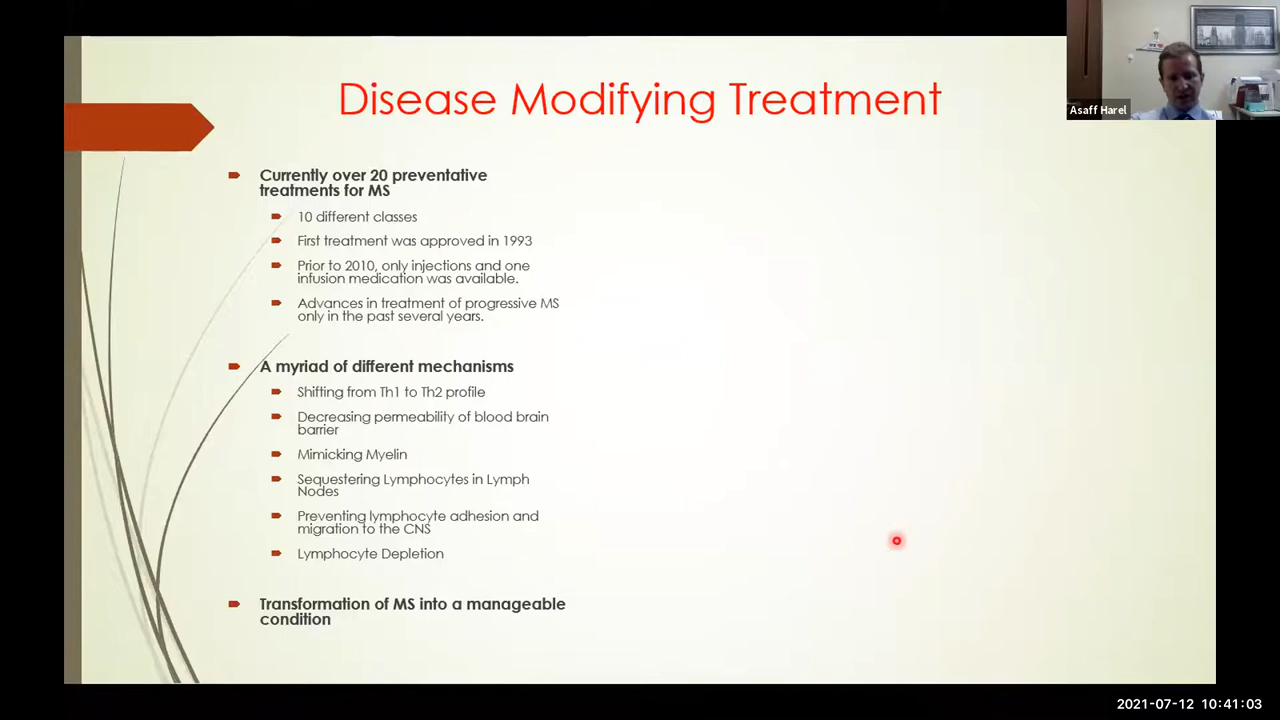 Disease Modifying Treatment
Asaff Harel
Currently over 20 preventative
treatments for MS
10 different classes
First treatment was approved in 1993
Prior to 2010, only injections and one
infusion medication was available.
Advances in treatment of progressive MS
only in the past several years.
A myriad of different mechanisms
Shifting from Th1 to Th2 profile
Decreasing permeability of blood brain
barrier
Mimicking Myelin
Sequestering Lymphocytes in Lymph
Nodes
Preventing lymphocyte adhesion and
migration to the CNS
Lymphocyte Depletion
Transformation of MS into a manageable
condition
2021-07-12 10:41:03